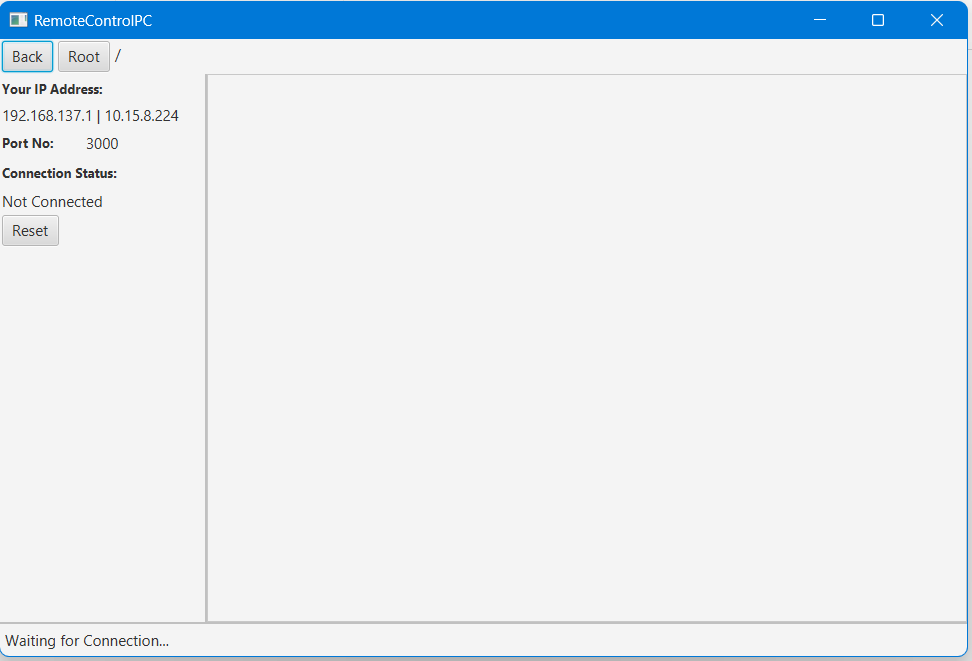 RemoteControlPC
Back Root /
Your IP Address:
192.168.137.1 | 10.15.8.224
Port No: 3000
Connection Status:
Not Connected
Reset
Waiting for Connection...